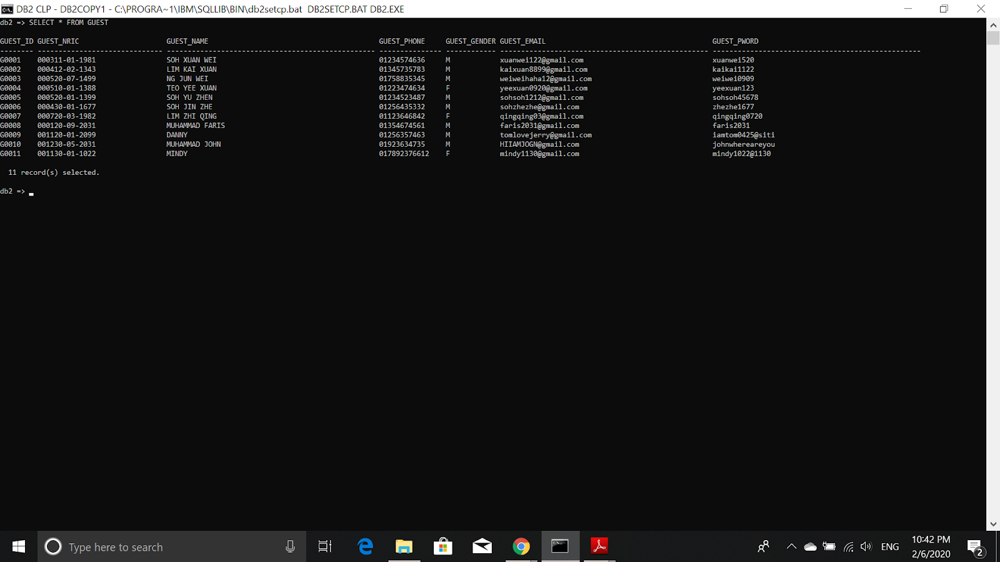 DB2 CLP - DB2COPY1 - C:\PROGRA~1\IBM\SQLLIB\BIN\db2setcp.bat  DB2SETCP.BAT DB2.EXE
db2 => SELECT * FROM GUEST
GUEST_ID GUEST_NRIC GUEST_NAME GUEST_PHONE GUEST_GENDER GUEST_EMAIL GUEST_PWORD
G0001 000311-01-1981 SOH XUAN WEI 01234574636 M xuanwei122@gmail.com xuanwei520
G0002 000412-02-1343 LIM KAI XUAN 01345735783 M kaixuan8899@gmail.com kaikai1122
G0003 000520-07-1499 NG JUN WEI 01758835345 M weiweihaha12@gmail.com weiwei0909
G0004 000510-01-1388 TEO YEE XUAN 01223474634 F yeexuan0920@gmail.com yeexuan123
G0005 000520-01-1399 SOH YU ZHEN 01234523487 M sohsoh1212@gmail.com sohsoh45678
G0006 000430-01-1677 SOH JIN ZHE 01256435332 M sohzhezhe@gmail.com zhezhe1677
G0007 000720-03-1982 LIM ZHI QING 01123646842 F qingqing03@gmail.com qingqing0720
G0008 000120-09-2031 MUHAMMAD FARIS 01354674561 M faris2031@gmail.com faris2031
G0009 001120-01-2099 DANNY 01256357463 M tomlovejerry@gmail.com iamtom0425@siti
G0010 001230-05-2031 MUHAMMAD JOHN 01923634735 M HIIAMJOGN@gmail.com johnwhereareyou
G0011 001130-01-1022 MINDY 017892376612 F mindy1130@gmail.com mindy1022@1130
11 record(s) selected.
db2 =>
Type here to search
ENG
10:42 PM
2/6/2020
2